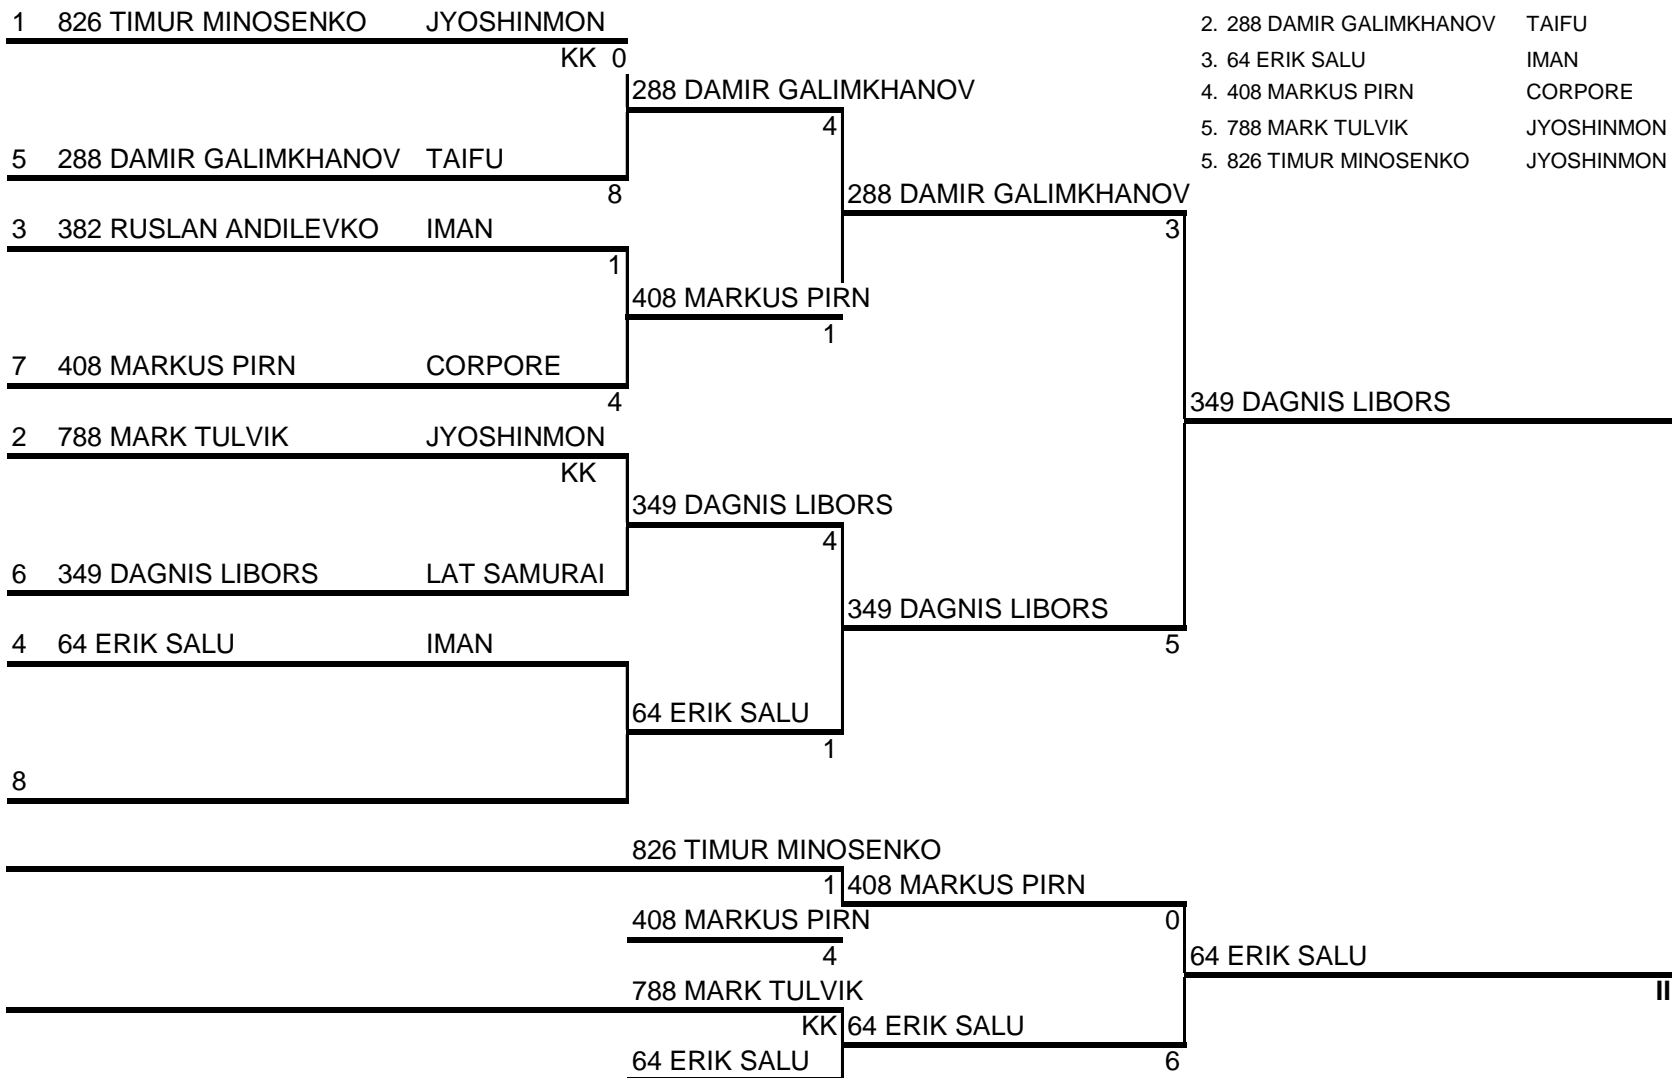 1 826 TIMUR MINOSENKO JYOSHINMON
KK 0
288 DAMIR GALIMKHANOV
4
5 288 DAMIR GALIMKHANOV TAIFU
8
288 DAMIR GALIMKHANOV
3
3 382 RUSLAN ANDILEVKO IMAN
1
408 MARKUS PIRN
1
7 408 MARKUS PIRN CORPORE
4
349 DAGNIS LIBORS
2 788 MARK TULVIK JYOSHINMON
KK
349 DAGNIS LIBORS
4
6 349 DAGNIS LIBORS LAT SAMURAI
349 DAGNIS LIBORS
5
4 64 ERIK SALU IMAN
64 ERIK SALU
1
8
826 TIMUR MINOSENKO
1 408 MARKUS PIRN
0
408 MARKUS PIRN
4
64 ERIK SALU
II
788 MARK TULVIK
KK 64 ERIK SALU
6
64 ERIK SALU
2. 288 DAMIR GALIMKHANOV TAIFU
3. 64 ERIK SALU IMAN
4. 408 MARKUS PIRN CORPORE
5. 788 MARK TULVIK JYOSHINMON
5. 826 TIMUR MINOSENKO JYOSHINMON